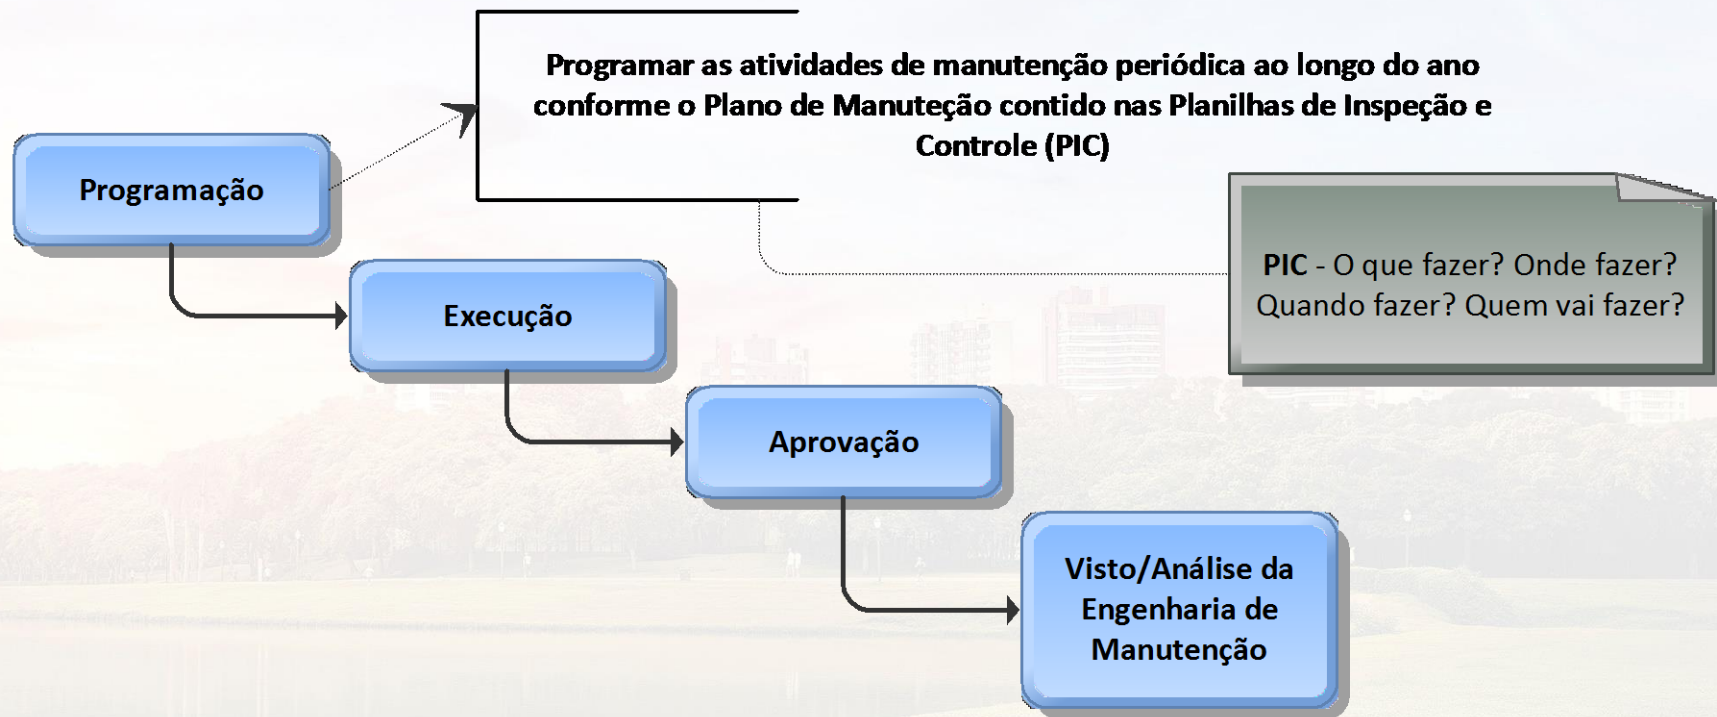 Programar as atividades de manutenção periódica ao longo do ano
conforme o Plano de Manuteção contido nas Planilhas de Inspeção e
Controle (PIC)
Programação
PIC - O que fazer? Onde fazer?
Quando fazer? Quem vai fazer?
Execução
Aprovação
Visto/Análise da
Engenharia de
Manutenção